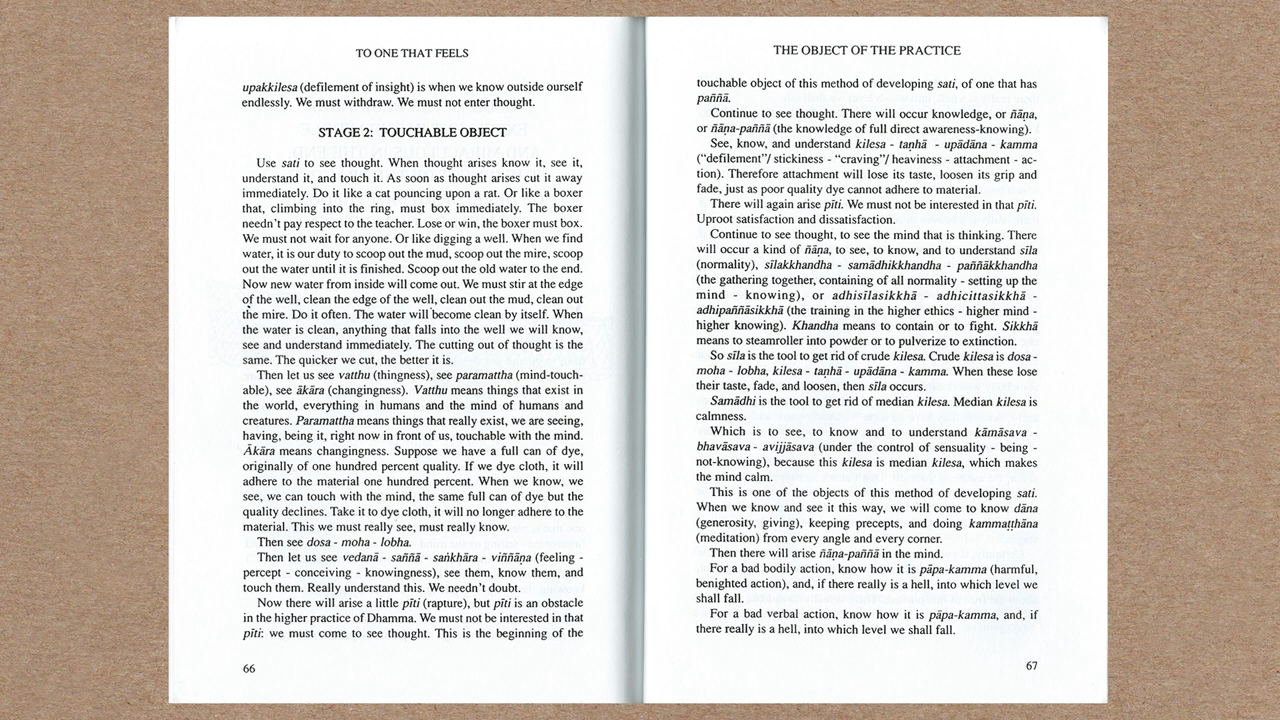 TO ONE THAT FEELS
upakkilesa (defilement of insight) is when we know outside ourself
endlessly. We must withdraw. We must not enter thought.
STAGE 2: TOUCHABLE OBJECT
Use sati to see thought. When thought arises know it, see it,
understand it, and touch it. As soon as thought arises cut it away
immediately. Do it like a cat pouncing upon a rat. Or like a boxer
that, climbing into the ring, must box immediately. The boxer
needn't pay respect to the teacher. Lose or win, the boxer must box.
We must not wait for anyone. Or like digging a well. When we find
water, it is our duty to scoop out the mud, scoop out the mire, scoop
out the water until it is finished. Scoop out the old water to the end.
Now new water from inside will come out. We must stir at the edge
of the well, clean the edge of the well, clean out the mud, clean out
the mire. Do it often. The water will become clean by itself. When
the water is clean, anything that falls into the well we will know,
see and understand immediately. The cutting out of thought is the
same. The quicker we cut, the better it is.
Then let us see vatthu (thingness), see paramattha (mind-touch-
able), see ākāra (changingness). Vatthu means things that exist in
the world, everything in humans and the mind of humans and
creatures. Paramattha means things that really exist, we are seeing,
having, being it, right now in front of us, touchable with the mind.
Ākāra means changingness. Suppose we have a full can of dye,
originally of one hundred percent quality. If we dye cloth, it will
adhere to the material one hundred percent. When we know, we
see, we can touch with the mind, the same full can of dye but the
quality declines. Take it to dye cloth, it will no longer adhere to the
material. This we must really see, must really know.
Then see dosa - moha - lobha.
Then let us see vedanā - saññā - saṅkhāra - viññāṇa (feeling -
percept - conceiving - knowingness), see them, know them, and
touch them. Really understand this. We needn't doubt.
Now there will arise a little pīti (rapture), but pīti is an obstacle
in the higher practice of Dhamma. We must not be interested in that
pīti: we must come to see thought. This is the beginning of the
66
THE OBJECT OF THE PRACTICE
touchable object of this method of developing sati, of one that has
paññā.
Continue to see thought. There will occur knowledge, or ñāṇa,
or ñāṇa-paññā (the knowledge of full direct awareness-knowing).
See, know, and understand kilesa - taṇhā - upādāna - kamma
("defilement"/ stickiness - "craving"/ heaviness - attachment - ac-
tion). Therefore attachment will lose its taste, loosen its grip and
fade, just as poor quality dye cannot adhere to material.
There will again arise pīti. We must not be interested in that pīti.
Uproot satisfaction and dissatisfaction.
Continue to see thought, to see the mind that is thinking. There
will occur a kind of ñāṇa, to see, to know, and to understand sīla
(normality), sīlakkhandha - samādhikkhandha - paññākkhandha
(the gathering together, containing of all normality - setting up the
mind - knowing), or adhisīlasikkhā - adhicittasikkhā -
adhipaññāsikkhā (the training in the higher ethics - higher mind -
higher knowing). Khandha means to contain or to fight. Sikkhā
means to steamroller into powder or to pulverize to extinction.
So sīla is the tool to get rid of crude kilesa. Crude kilesa is dosa -
moha - lobha, kilesa - taṇhā - upādāna - kamma. When these lose
their taste, fade, and loosen, then sīla occurs.
Samādhi is the tool to get rid of median kilesa. Median kilesa is
calmness.
Which is to see, to know and to understand kāmāsava -
bhavāsava - avijjāsava (under the control of sensuality - being -
not-knowing), because this kilesa is median kilesa, which makes
the mind calm.
This is one of the objects of this method of developing sati.
When we know and see it this way, we will come to know dāna
(generosity, giving), keeping precepts, and doing kammaṭṭhāna
(meditation) from every angle and every corner.
Then there will arise ñāṇa-paññā in the mind.
For a bad bodily action, know how it is pāpa-kamma (harmful,
benighted action), and, if there really is a hell, into which level we
shall fall.
For a bad verbal action, know how it is pāpa-kamma, and, if
there really is a hell, into which level we shall fall.
67